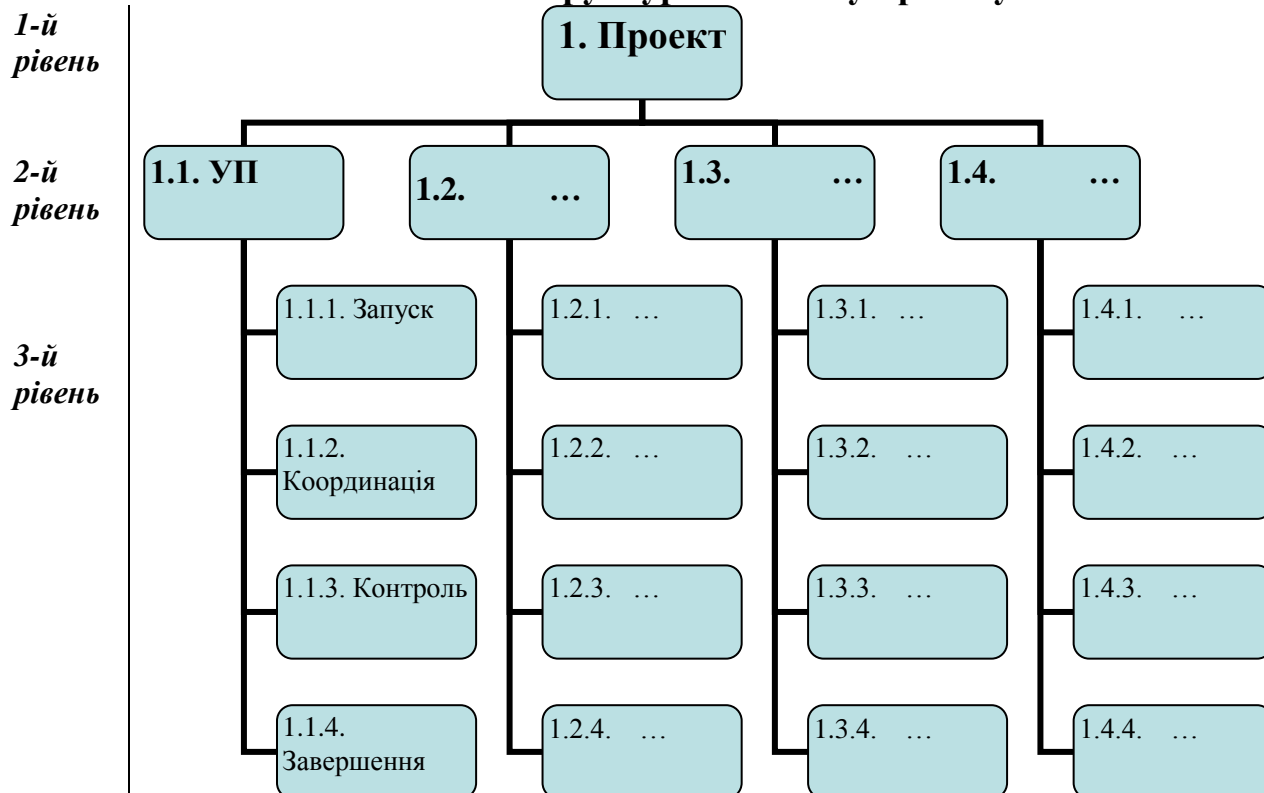 1-й
рівень
1. Проект
2-й
рівень
1.1. УП
1.2. …
1.3. …
1.4. …
3-й
рівень
1.1.1. Запуск
1.2.1. …
1.3.1. …
1.4.1. …
1.1.2.
Координація
1.2.2. …
1.3.2. …
1.4.2. …
1.1.3. Контроль
1.2.3. …
1.3.3. …
1.4.3. …
1.1.4.
Завершення
1.2.4. …
1.3.4. …
1.4.4. …